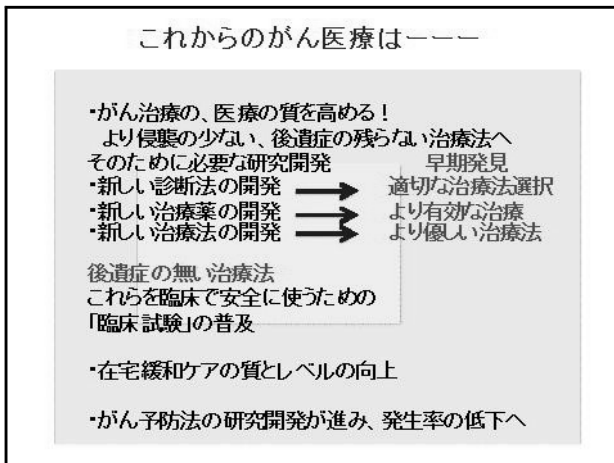 これからのがん医療はーーー
・がん治療の、医療の質を高める！
より侵襲の少ない、後遺症の残らない治療法へ
そのために必要な研究開発 早期発見
・新しい診断法の開発 適切な治療法選択
・新しい治療薬の開発 より有効な治療
・新しい治療法の開発 より優しい治療法
後遺症の無い治療法
これらを臨床で安全に使うための
「臨床試験」の普及
・在宅緩和ケアの質とレベルの向上
・がん予防法の研究開発が進み、発生率の低下へ